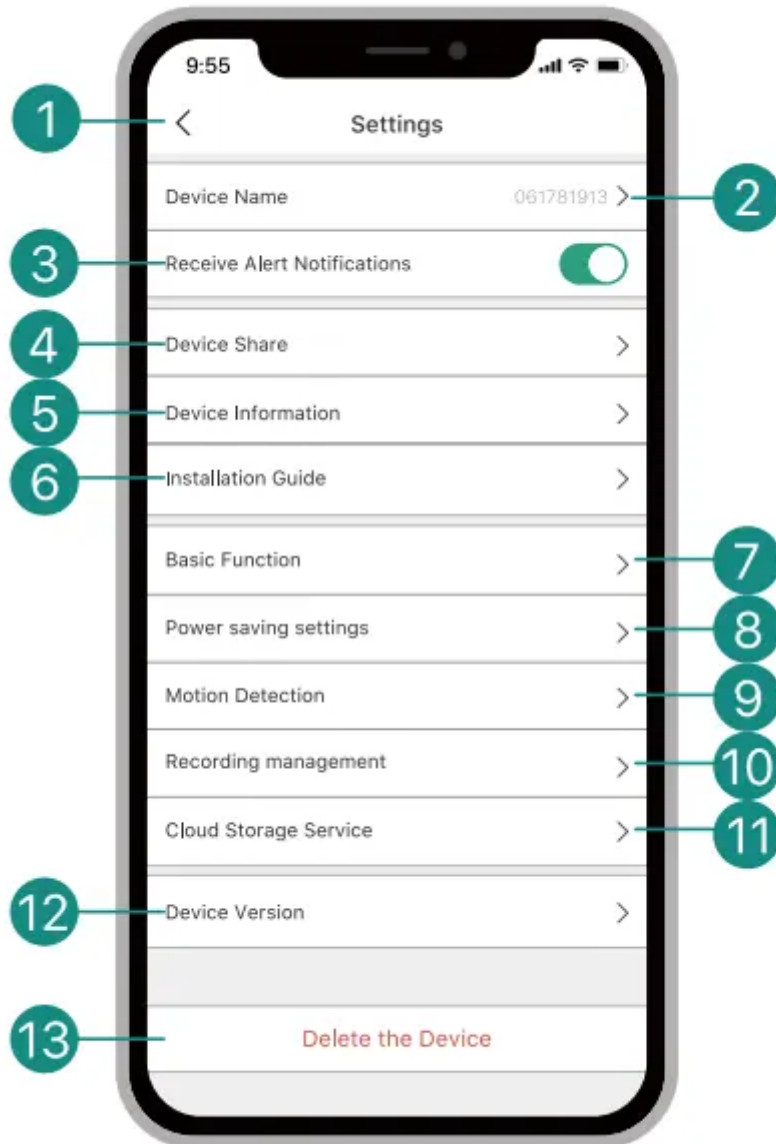 9:55
1
Settings
Device Name 061781913
2
3
Receive Alert Notifications
4
Device Share
5
Device Information
6
Installation Guide
Basic Function
7
Power saving settings
8
Motion Detection
9
Recording management
10
Cloud Storage Service
11
12
Device Version
13
Delete the Device